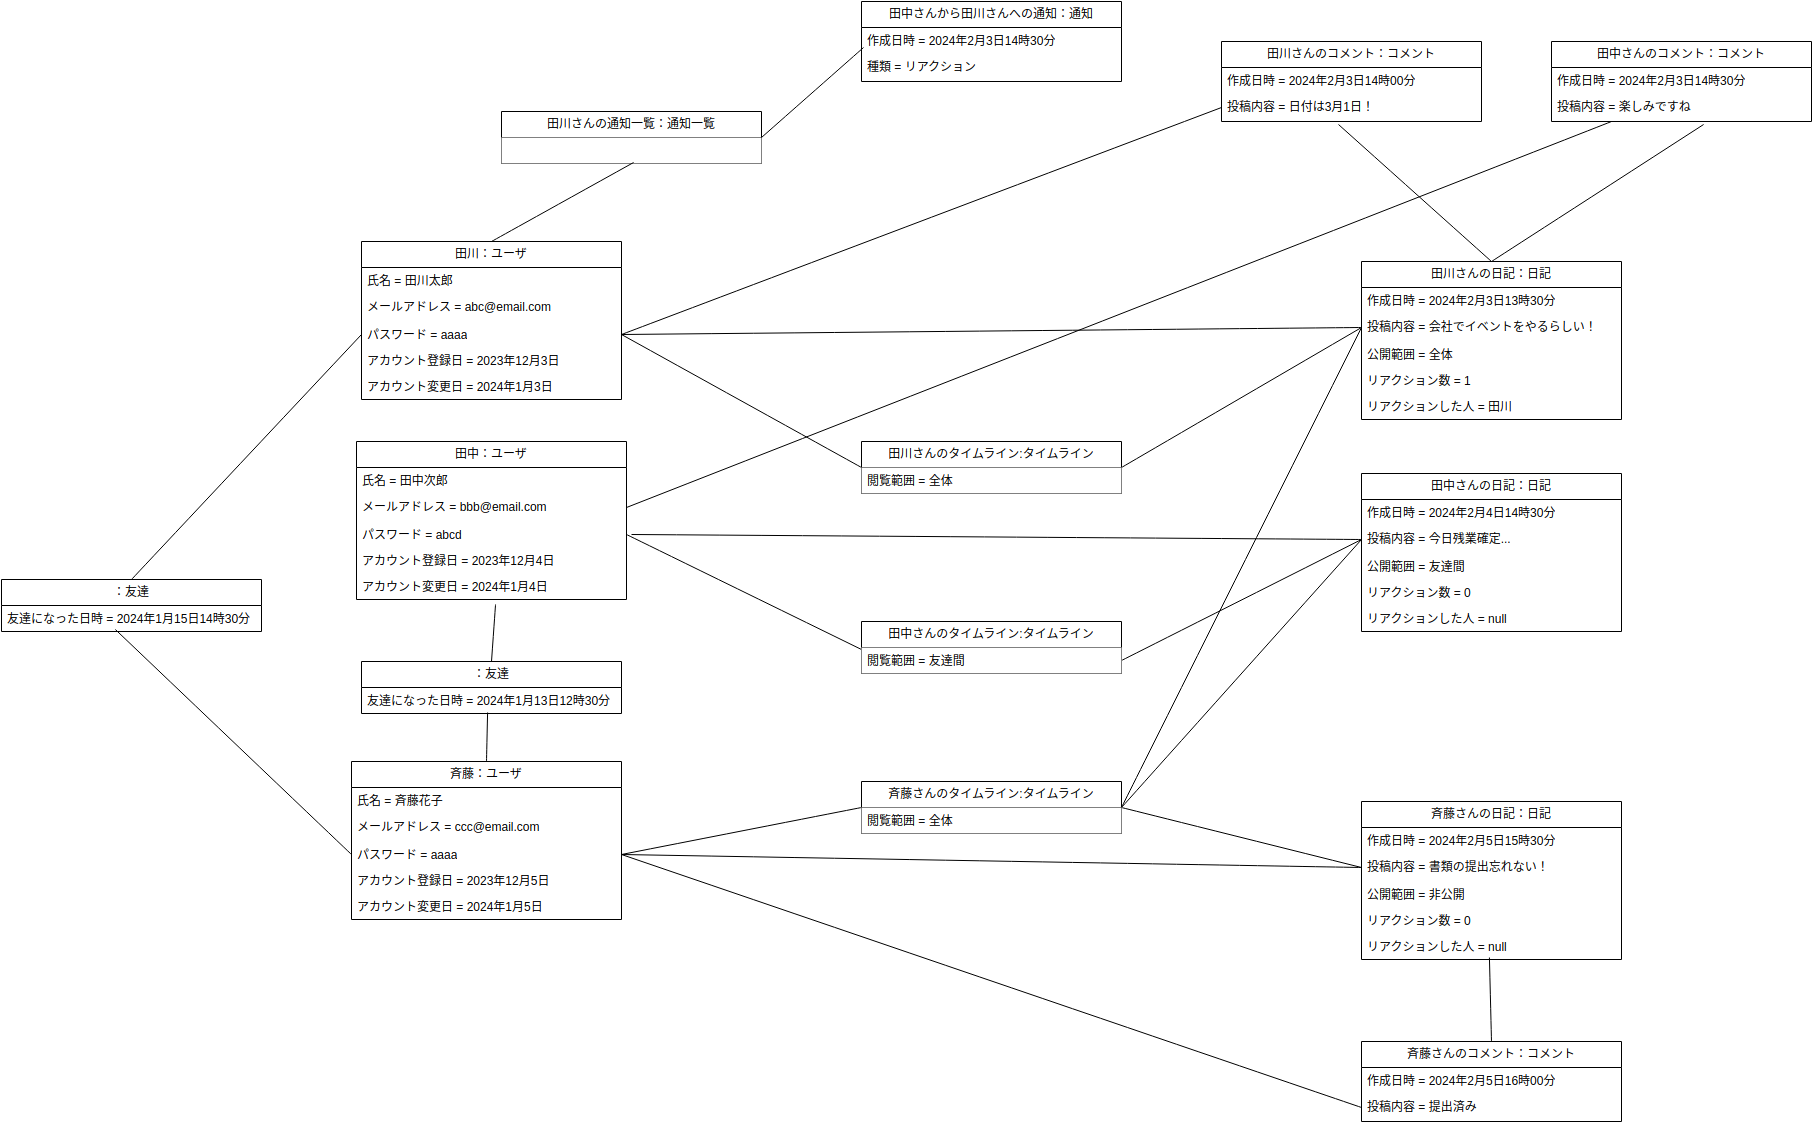 田中さんから田川さんへの通知：通知
作成日時 = 2024年2月3日14時30分
種類 = リアクション
田川さんのコメント：コメント
作成日時 = 2024年2月3日14時00分
投稿内容 = 日付は3月1日！
田中さんのコメント：コメント
作成日時 = 2024年2月3日14時30分
投稿内容 = 楽しみですね
田川さんの通知一覧：通知一覧
田川：ユーザ
氏名 = 田川太郎
メールアドレス = abc@email.com
パスワード = aaaa
アカウント登録日 = 2023年12月3日
アカウント変更日 = 2024年1月3日
田川さんの日記：日記
作成日時 = 2024年2月3日13時30分
投稿内容 = 会社でイベントをやるらしい！
公開範囲 = 全体
リアクション数 = 1
リアクションした人 = 田川
田中：ユーザ
氏名 = 田中次郎
メールアドレス = bbb@email.com
パスワード = abcd
アカウント登録日 = 2023年12月4日
アカウント変更日 = 2024年1月4日
田川さんのタイムライン:タイムライン
閲覧範囲 = 全体
田中さんの日記：日記
作成日時 = 2024年2月4日14時30分
投稿内容 = 今日残業確定...
公開範囲 = 友達間
リアクション数 = 0
リアクションした人 = null
：友達
友達になった日時 = 2024年1月15日14時30分
田中さんのタイムライン:タイムライン
閲覧範囲 = 友達間
：友達
友達になった日時 = 2024年1月13日12時30分
斉藤：ユーザ
氏名 = 斉藤花子
メールアドレス = ccc@email.com
パスワード = aaaa
アカウント登録日 = 2023年12月5日
アカウント変更日 = 2024年1月5日
斉藤さんのタイムライン:タイムライン
閲覧範囲 = 全体
斉藤さんの日記：日記
作成日時 = 2024年2月5日15時30分
投稿内容 = 書類の提出忘れない！
公開範囲 = 非公開
リアクション数 = 0
リアクションした人 = null
斉藤さんのコメント：コメント
作成日時 = 2024年2月5日16時00分
投稿内容 = 提出済み